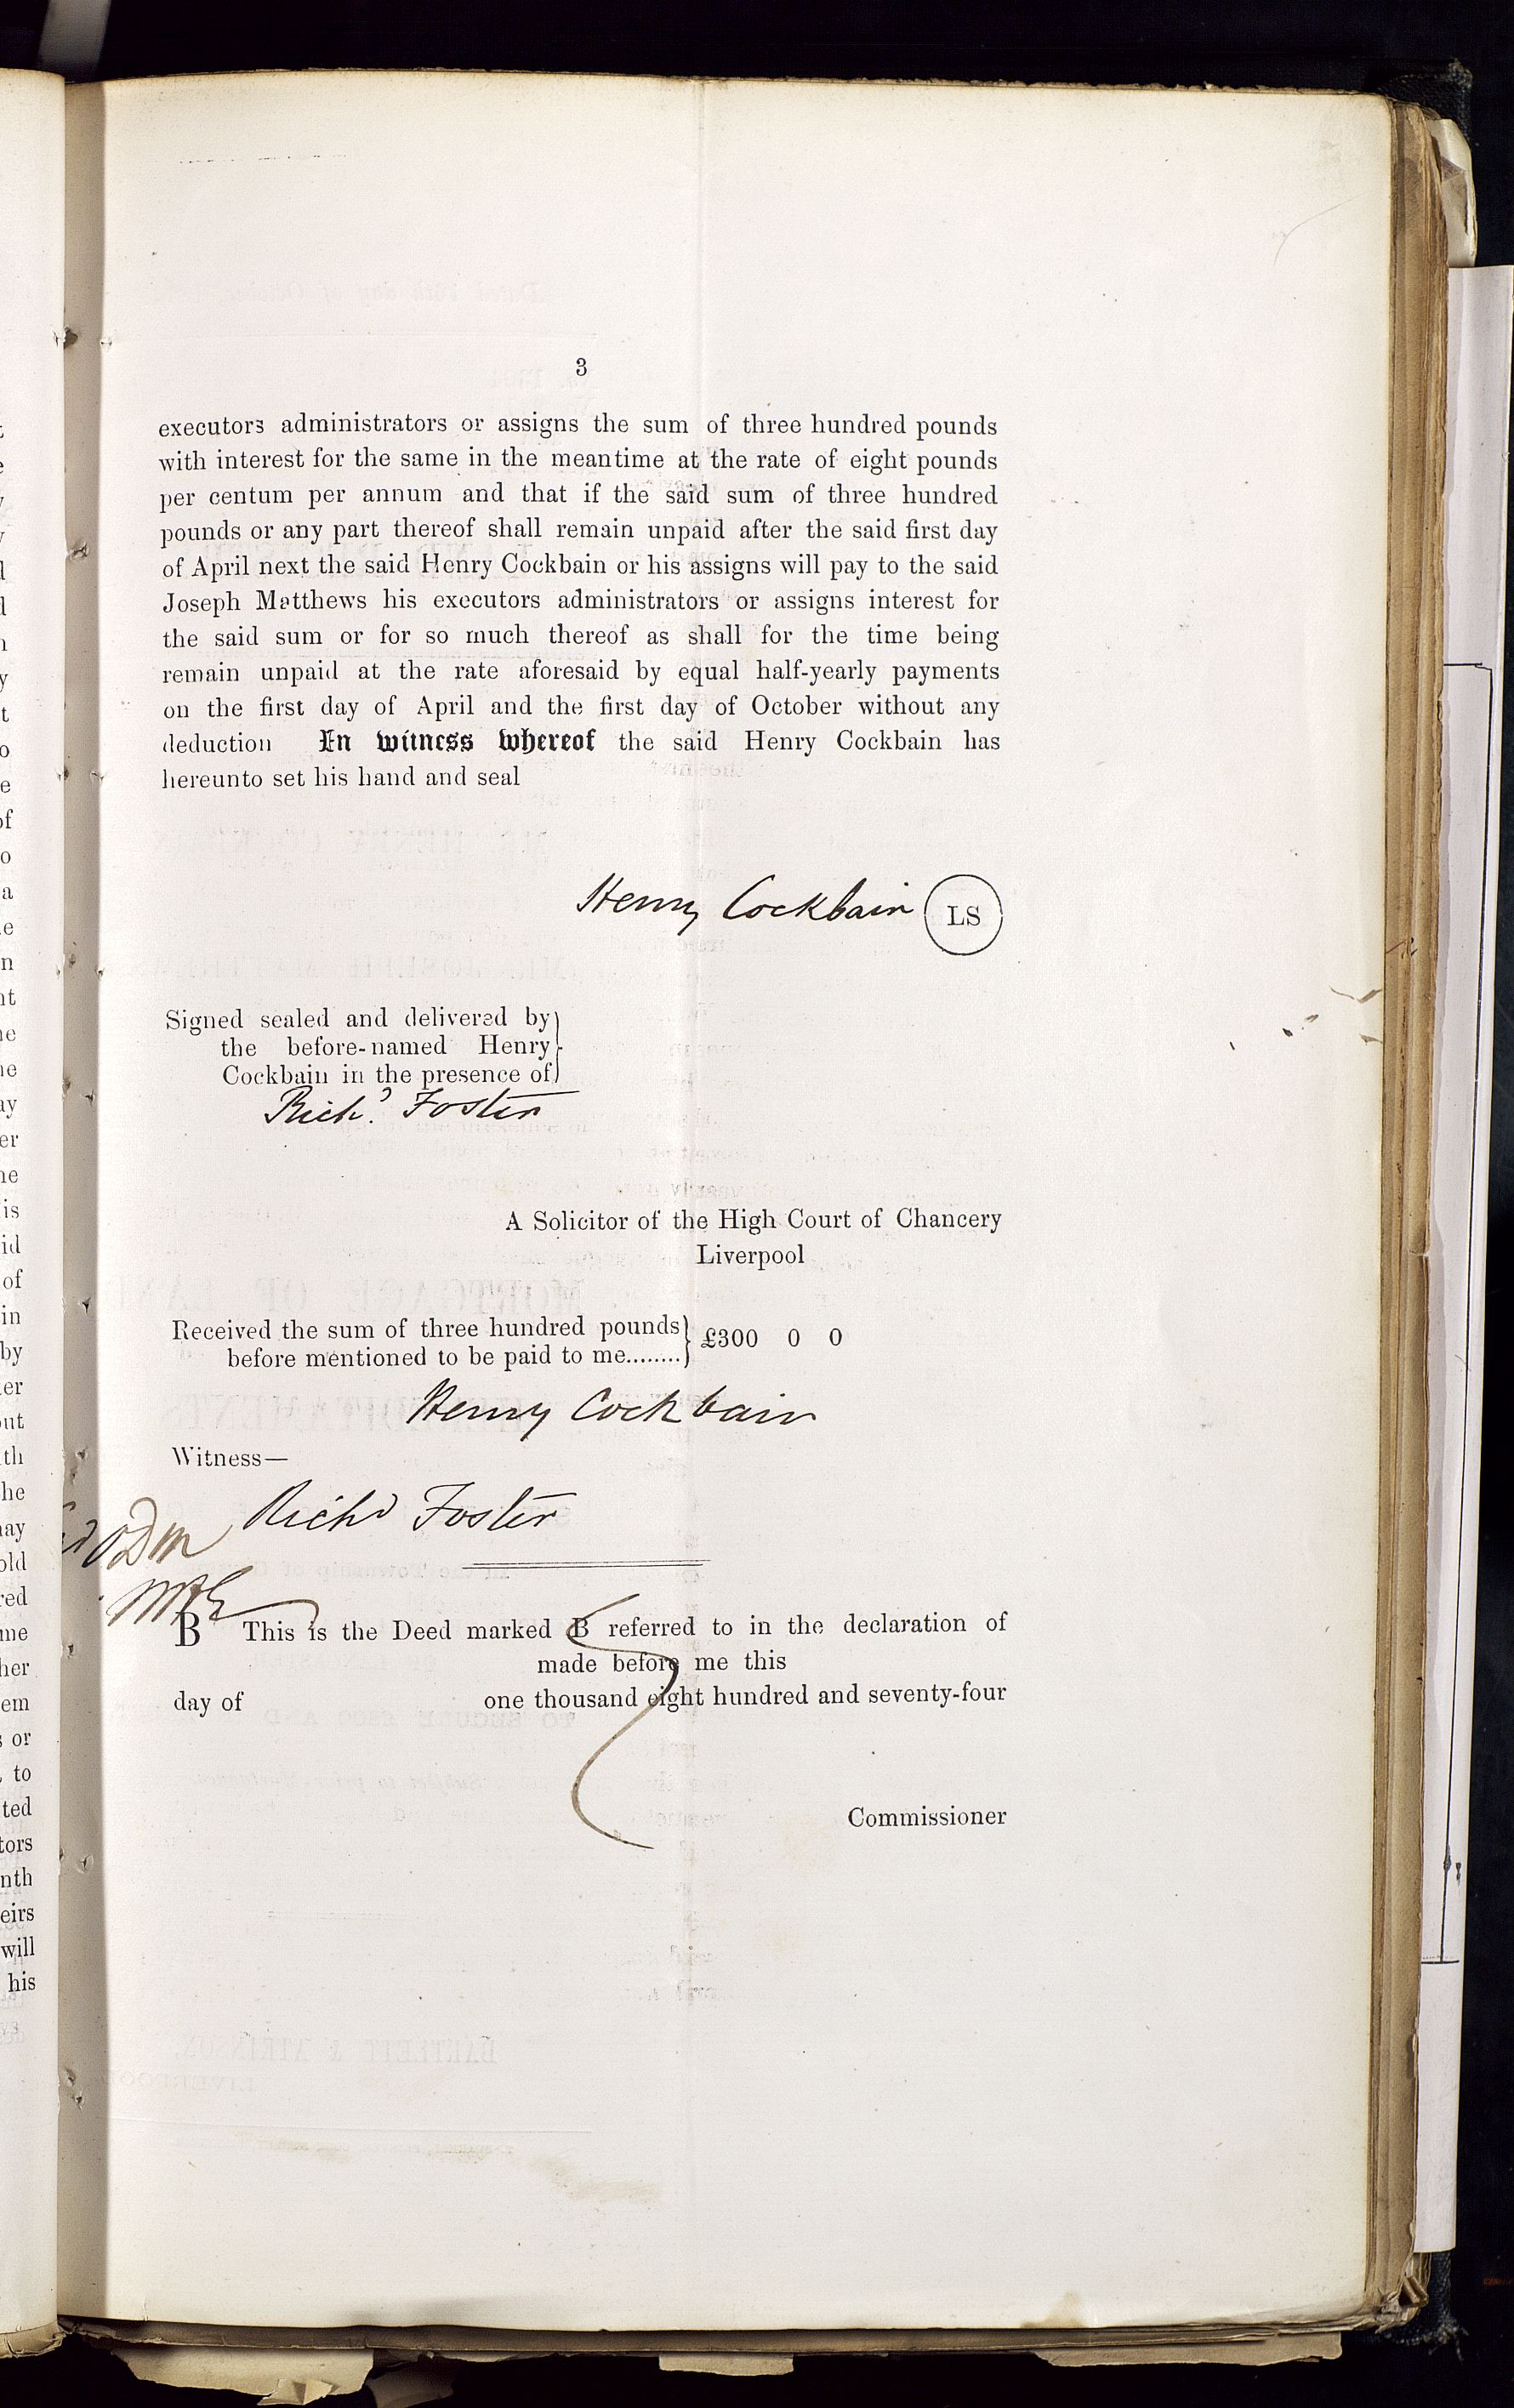 3
executors administrators or assigns the sum of three hundred pounds
with interest for the same in the meantime at the rate of eight pounds
per centum per annum and that if the said sum of three hundred
pounds or any part thereof shall remain unpaid after the said first day
of April next the said Henry Cockbain or his assigns will pay to the said
Joseph Matthews his executors administrators or assigns interest for
the said sum or for so much thereof as shall for the time being
remain unpaid at the rate aforesaid by equal half-yearly payments
on the first day of April and the first day of October without any
deduction In witness whereof the said Henry Cockbain has
hereunto set his hand and seal
Henry Cockbain LS
Signed sealed and delivered by
the before-named Henry
Cockbain in the presence of
Richd. Foster
A Solicitor of the High Court of Chancery
Liverpool
Received the sum of three hundred pounds
before mentioned to be paid to me........ £300 0 0
Henry Cockbain
Witness—
Richd Foster
B This is the Deed marked B referred to in the declaration of
made before me this
day of one thousand eight hundred and seventy-four
Commissioner